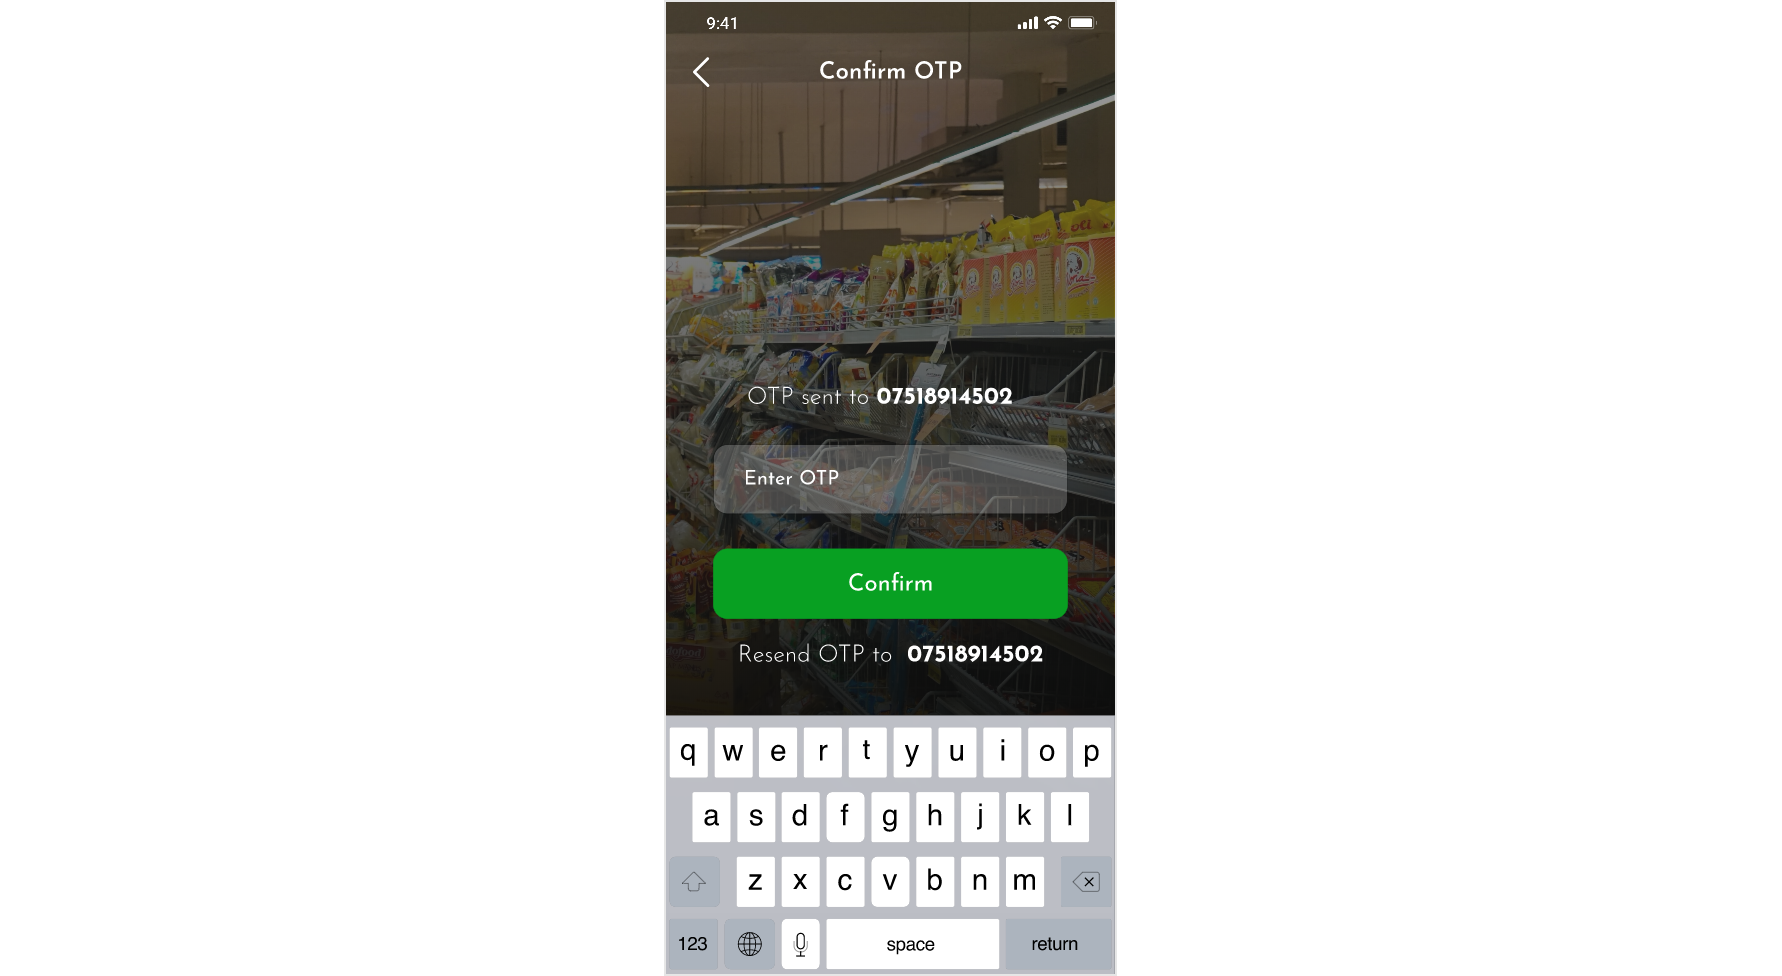 9:41
Confirm OTP
OTP sent to 07518914502
Enter OTP
Confirm
Resend OTP to 07518914502
q w e r t y u i o p
a s d f g h j k l
z x c v b n m
123 space return